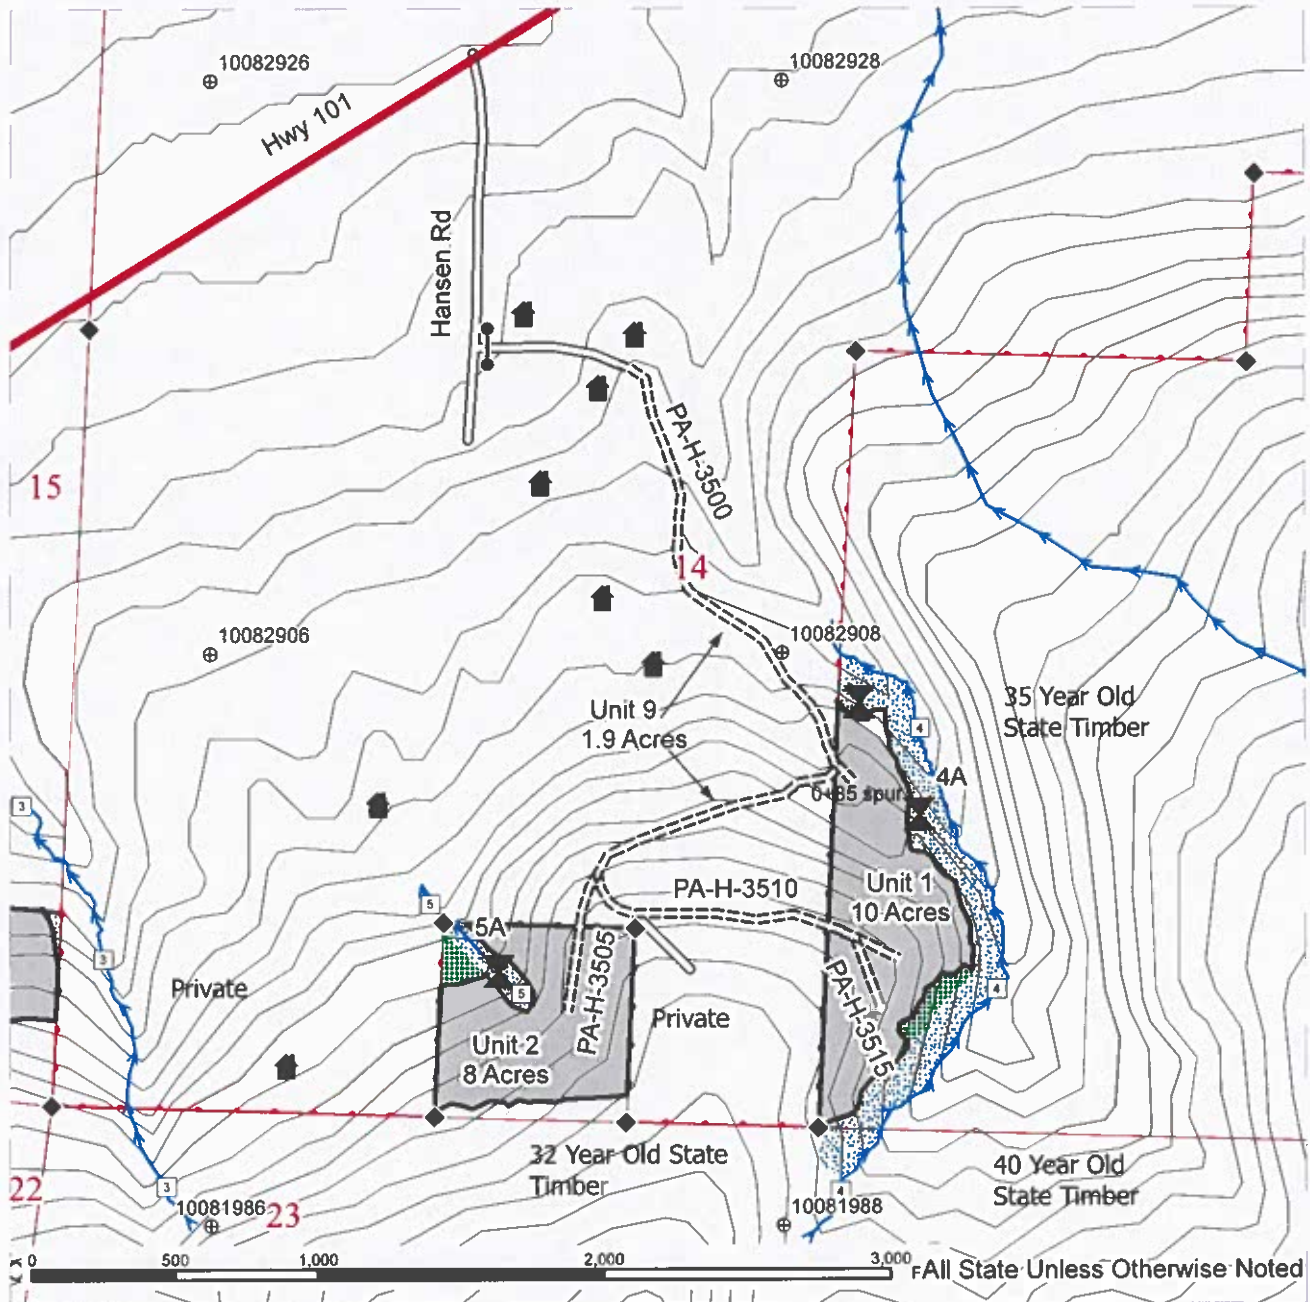 10082926
10082928
Hwy 101
Hansen Rd
PA-H-3500
15
14
10082906
10082908
Unit 9
1.9 Acres
35 Year Old
State Timber
4
4A
3
0+85 spur
Unit 1
10 Acres
PA-H-3510
5
5A
3
PA-H-3505
5
4
Private
Private
PA-H-3515
Unit 2
8 Acres
32 Year Old State
Timber
40 Year Old
State Timber
22
3
4
10081986
23
10081988
0
500
1,000
2,000
3,000
F
All State Unless Otherwise Noted